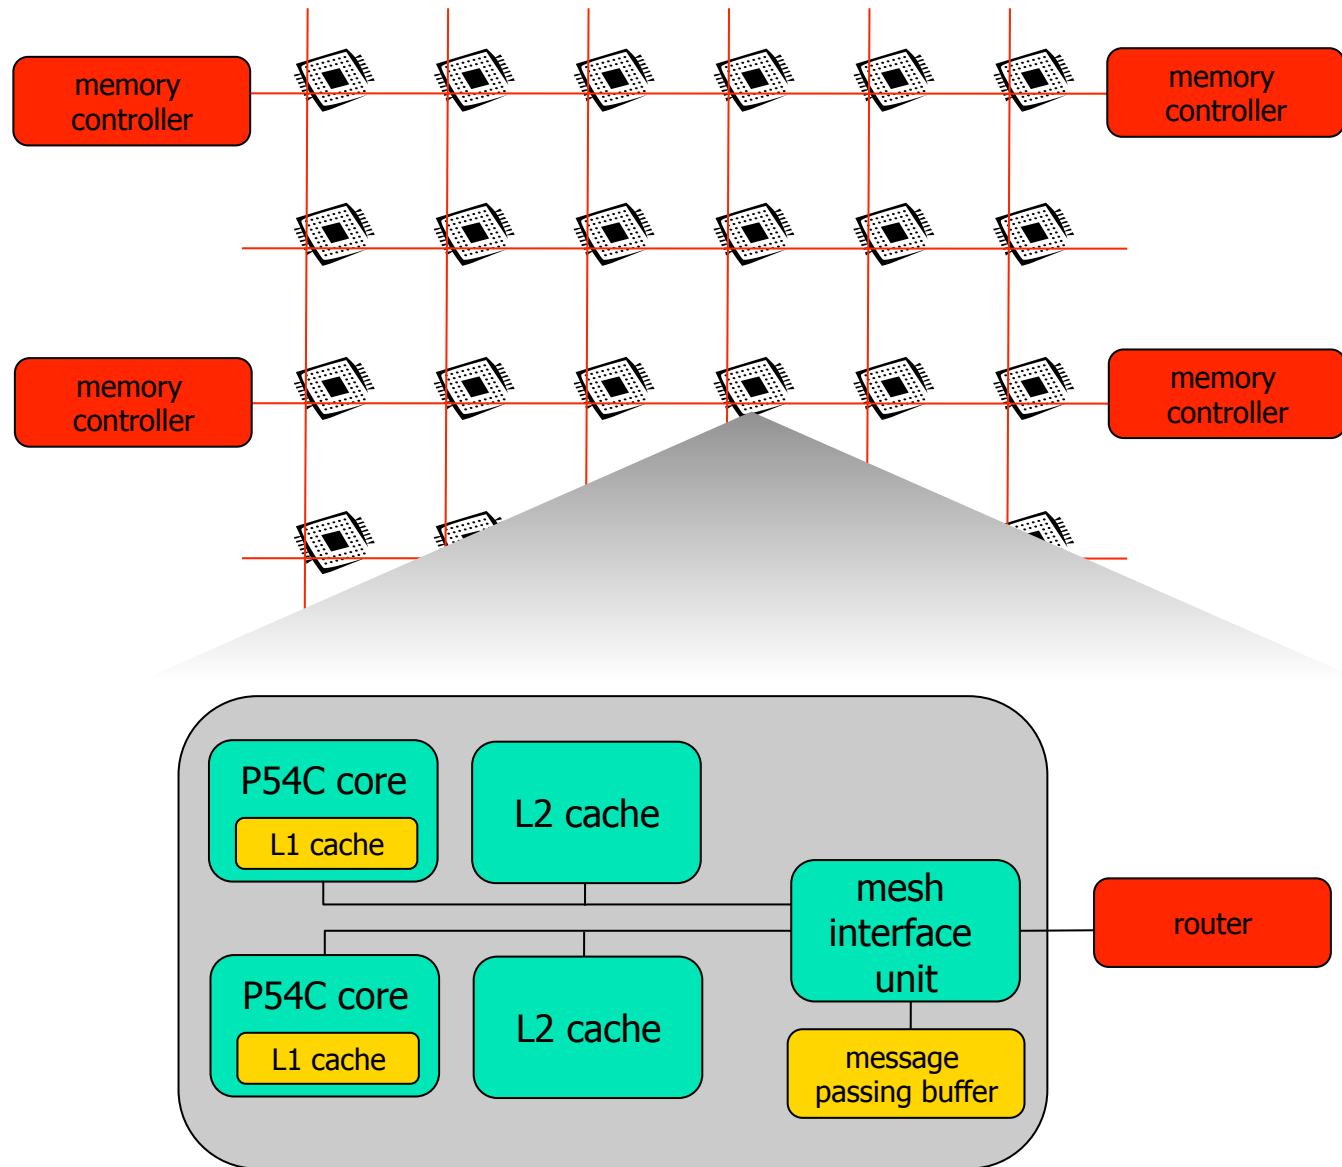 memory
controller
memory
controller
memory
controller
memory
controller
P54C core
L1 cache
L2 cache
mesh
interface
unit
router
P54C core
L1 cache
L2 cache
message
passing buffer